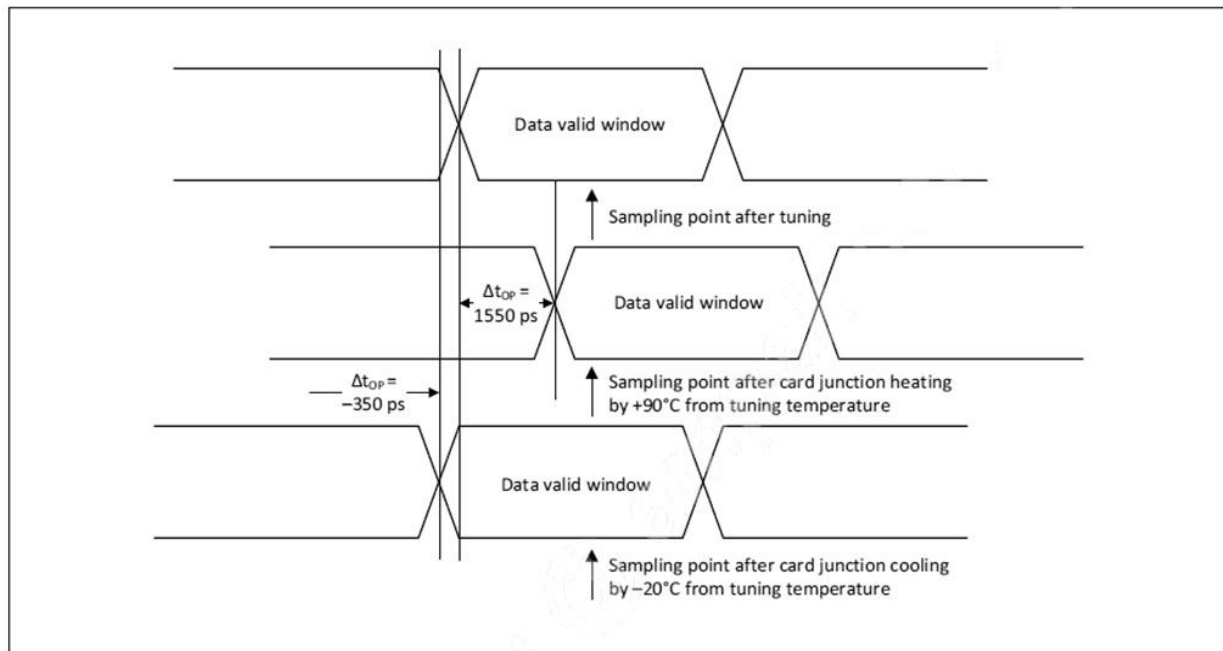 Data valid window
Sampling point after tuning
Δt_OP =
1550 ps
Data valid window
Δt_OP =
−350 ps
Sampling point after card junction heating
by +90°C from tuning temperature
Data valid window
Sampling point after card junction cooling
by −20°C from tuning temperature